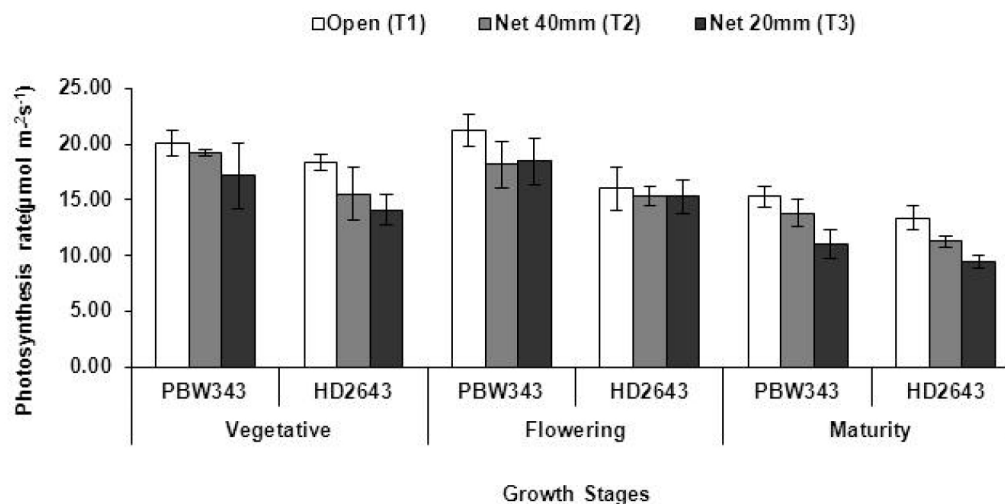 Open (T1) Net 40mm (T2) Net 20mm (T3)
Photosynthesis rate(µmol m-2s-1)
25.00
20.00
15.00
10.00
5.00
0.00
PBW343 HD2643 PBW343 HD2643 PBW343 HD2643
Vegetative Flowering Maturity
Growth Stages